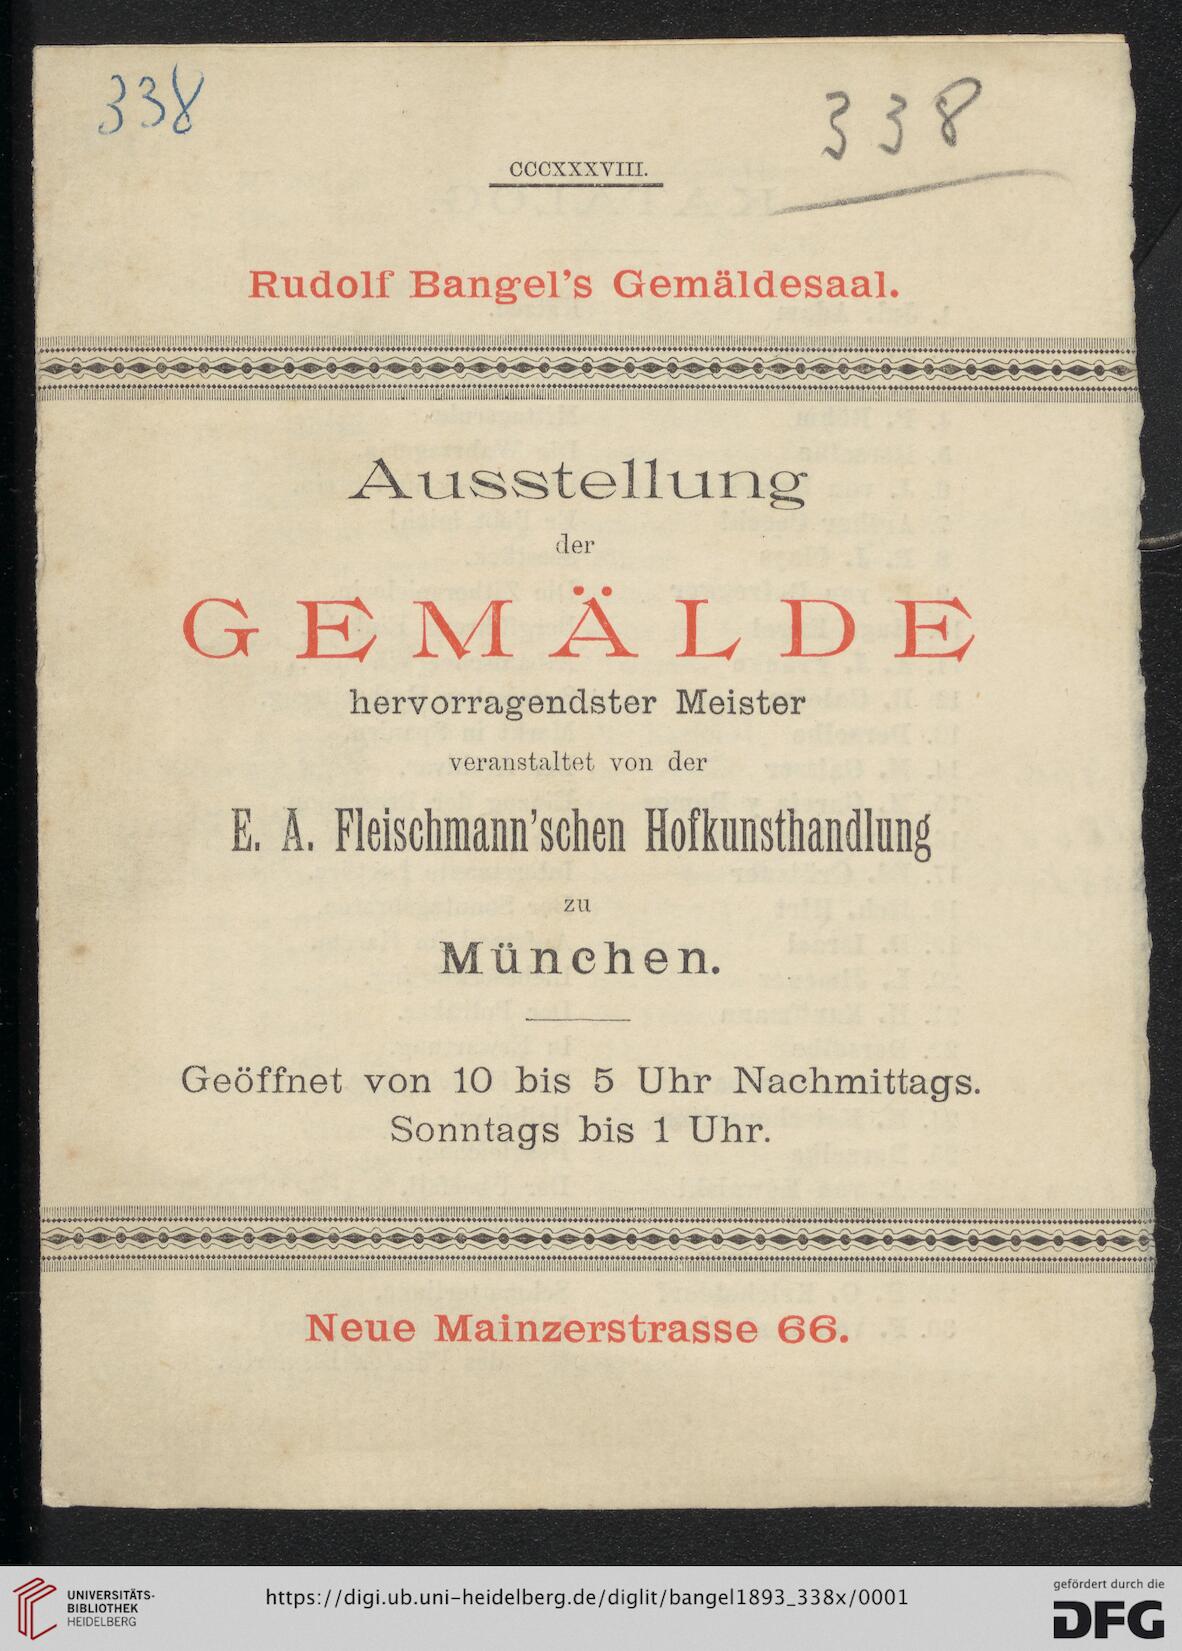 338
338
CCCXXXVIII.
Rudolf Bangel's Gemäldesaal.
Ausstellung
der
GEMÄLDE
hervorragendster Meister
veranstaltet von der
E. A. Fleischmann'schen Hofkunsthandlung
zu
München.
Geöffnet von 10 bis 5 Uhr Nachmittags.
Sonntags bis 1 Uhr.
Neue Mainzerstrasse 66.
UNIVERSITÄTS-
BIBLIOTHEK
HEIDELBERG
https://digi.ub.uni-heidelberg.de/diglit/bangel1893_338x/0001
gefördert durch die
DFG